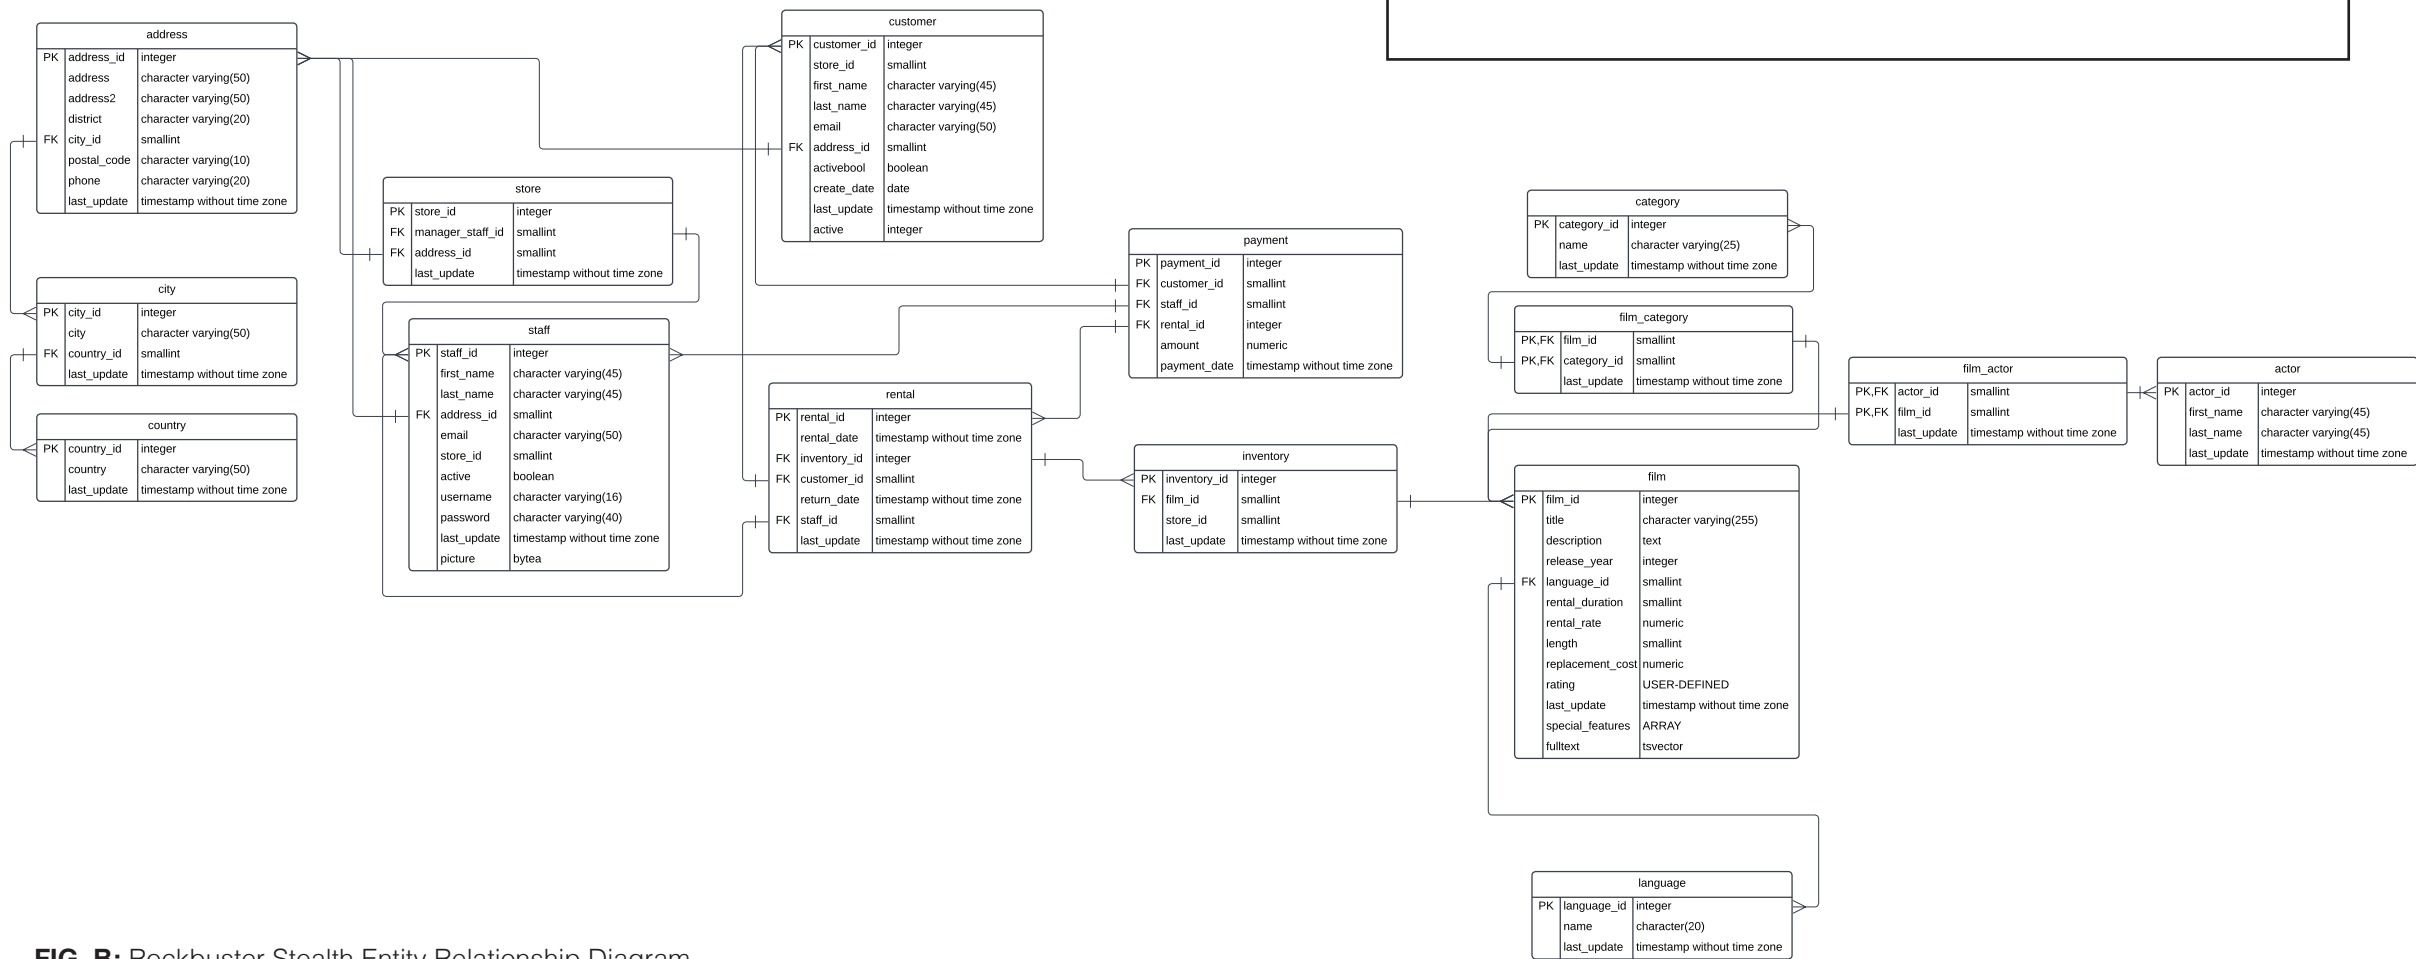 address
PK address_id integer
address character varying(50)
address2 character varying(50)
district character varying(20)
FK city_id smallint
postal_code character varying(10)
phone character varying(20)
last_update timestamp without time zone
city
PK city_id integer
city character varying(50)
FK country_id smallint
last_update timestamp without time zone
country
PK country_id integer
country character varying(50)
last_update timestamp without time zone
store
PK store_id integer
FK manager_staff_id smallint
FK address_id smallint
last_update timestamp without time zone
staff
PK staff_id integer
first_name character varying(45)
last_name character varying(45)
FK address_id smallint
email character varying(50)
store_id smallint
active boolean
username character varying(16)
password character varying(40)
last_update timestamp without time zone
picture bytea
customer
PK customer_id integer
store_id smallint
first_name character varying(45)
last_name character varying(45)
email character varying(50)
FK address_id smallint
activebool boolean
create_date date
last_update timestamp without time zone
active integer
rental
PK rental_id integer
rental_date timestamp without time zone
FK inventory_id integer
FK customer_id smallint
return_date timestamp without time zone
FK staff_id smallint
last_update timestamp without time zone
payment
PK payment_id integer
FK customer_id smallint
FK staff_id smallint
FK rental_id integer
amount numeric
payment_date timestamp without time zone
inventory
PK inventory_id integer
FK film_id smallint
store_id smallint
last_update timestamp without time zone
category
PK category_id integer
name character varying(25)
last_update timestamp without time zone
film_category
PK,FK film_id smallint
PK,FK category_id smallint
last_update timestamp without time zone
film
PK film_id integer
title character varying(255)
description text
release_year integer
FK language_id smallint
rental_duration smallint
rental_rate numeric
length smallint
replacement_cost numeric
rating USER-DEFINED
last_update timestamp without time zone
special_features ARRAY
fulltext tsvector
language
PK language_id integer
name character(20)
last_update timestamp without time zone
film_actor
PK,FK actor_id smallint
PK,FK film_id smallint
last_update timestamp without time zone
actor
PK actor_id integer
first_name character varying(45)
last_name character varying(45)
last_update timestamp without time zone
FIG. B: Rockbuster Stealth Entity Relationship Diagram